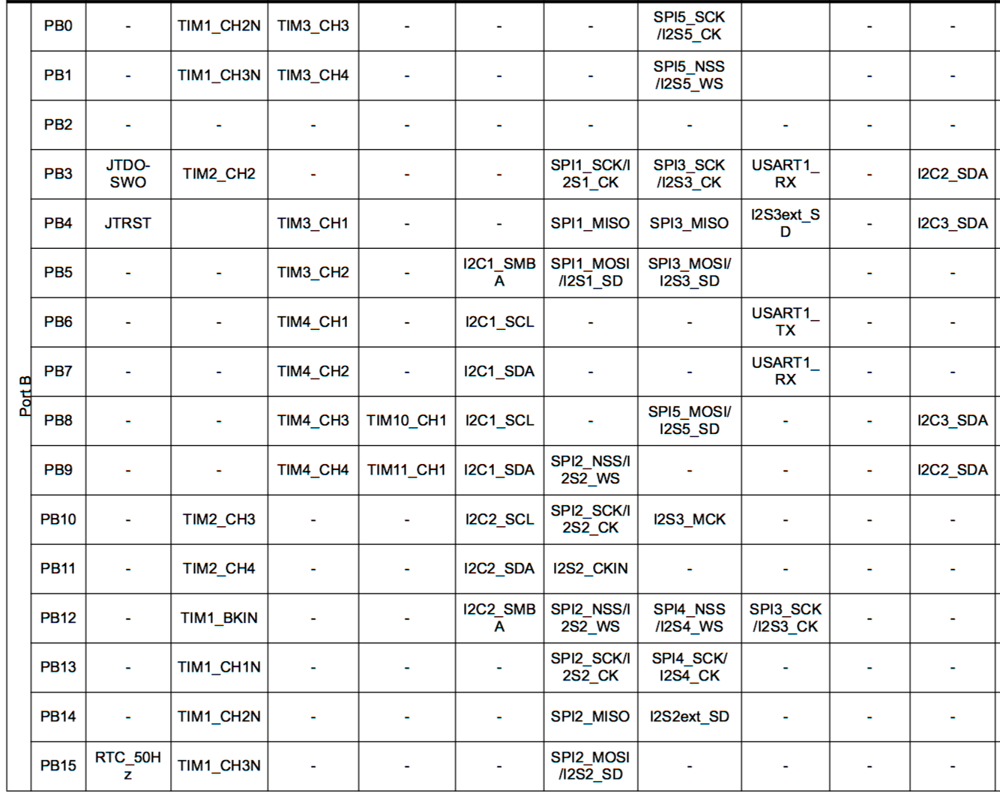 Port B
PB0 - TIM1_CH2N TIM3_CH3 - - - SPI5_SCK /I2S5_CK - -
PB1 - TIM1_CH3N TIM3_CH4 - - - SPI5_NSS /I2S5_WS - -
PB2 - - - - - - - - - -
PB3 JTDO-SWO TIM2_CH2 - - - SPI1_SCK/I2S1_CK SPI3_SCK /I2S3_CK USART1_RX - I2C2_SDA
PB4 JTRST TIM3_CH1 - - SPI1_MISO SPI3_MISO I2S3ext_SD - I2C3_SDA
PB5 - - TIM3_CH2 - I2C1_SMBA SPI1_MOSI /I2S1_SD SPI3_MOSI/I2S3_SD - -
PB6 - - TIM4_CH1 - I2C1_SCL - - USART1_TX - -
PB7 - - TIM4_CH2 - I2C1_SDA - - USART1_RX - -
PB8 - - TIM4_CH3 TIM10_CH1 I2C1_SCL - SPI5_MOSI/I2S5_SD - - I2C3_SDA
PB9 - - TIM4_CH4 TIM11_CH1 I2C1_SDA SPI2_NSS/I2S2_WS - - - I2C2_SDA
PB10 - TIM2_CH3 - - I2C2_SCL SPI2_SCK/I2S2_CK I2S3_MCK - - -
PB11 - TIM2_CH4 - - I2C2_SDA I2S2_CKIN - - - -
PB12 - TIM1_BKIN - - I2C2_SMBA SPI2_NSS/I2S2_WS SPI4_NSS /I2S4_WS SPI3_SCK /I2S3_CK - -
PB13 - TIM1_CH1N - - - SPI2_SCK/I2S2_CK SPI4_SCK/I2S4_CK - - -
PB14 - TIM1_CH2N - - - SPI2_MISO I2S2ext_SD - - -
PB15 RTC_50Hz TIM1_CH3N - - - SPI2_MOSI /I2S2_SD - - - -